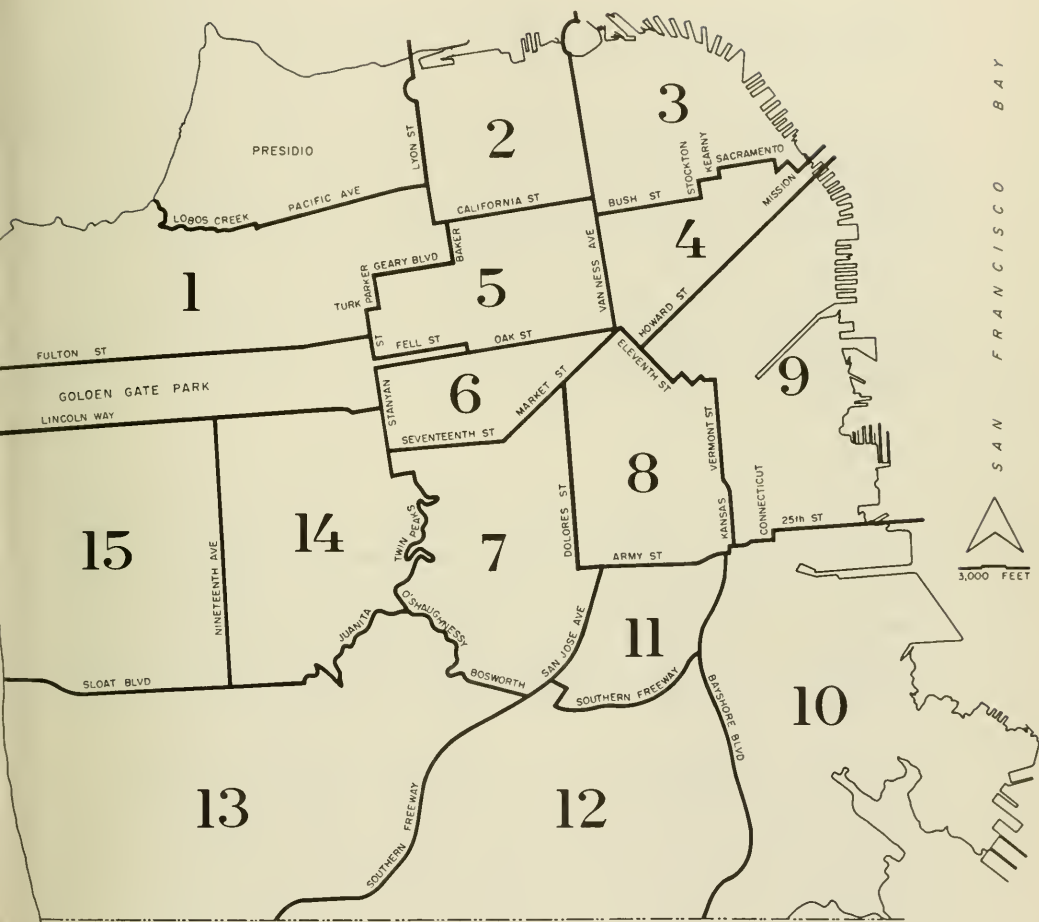 3
2
PRESIDIO
LYON ST
STOCKTON
KEARNY
SACRAMENTO
MISSION
SAN FRANCISCO BAY
PACIFIC AVE
LOBOS CREEK
CALIFORNIA ST
BUSH ST
BAKER
4
GEARY BLVD
VAN NESS AVE
1
PARKER
5
TURK
HOWARD ST
FULTON ST
ST
FELL ST
OAK ST
ELEVENTH ST
9
GOLDEN GATE PARK
6
MARKET ST
LINCOLN WAY
STANYAN
SEVENTEENTH ST
VERMONT ST
8
15
14
TWIN PEAKS
7
DOLORES ST
KANSAS
CONNECTICUT
25th ST
NINETEENTH AVE
ARMY ST
3,000 FEET
JUANITA
O'SHAUGHNESSY
11
SAN JOSE AVE
BOSWORTH
SLOAT BLVD
SOUTHERN FREEWAY
BAYSHORE BLVD
10
13
12
SOUTHERN FREEWAY